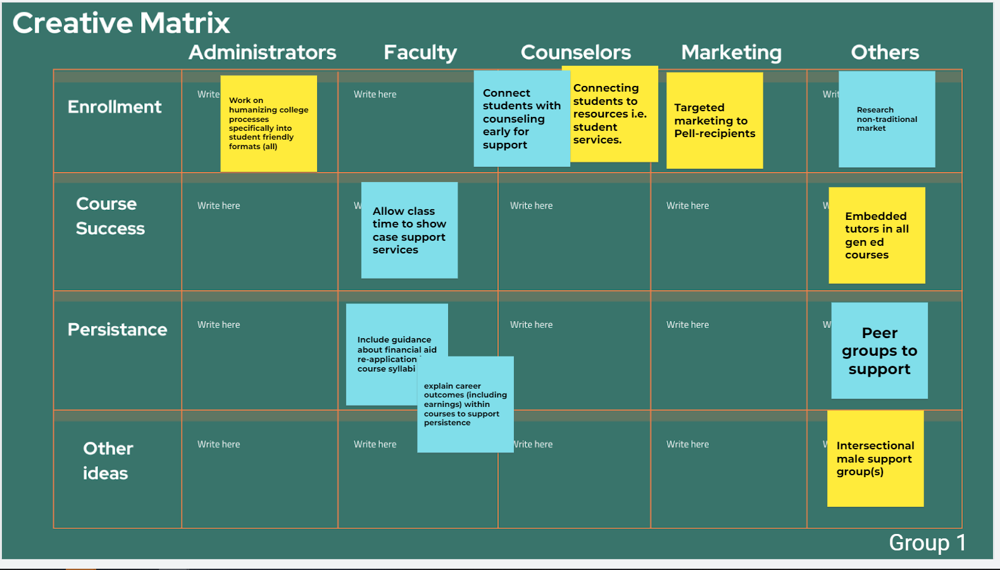 Creative Matrix
Administrators
Faculty
Counselors
Marketing
Others
Enrollment
Write
Work on
humanizing college
processes
specifically into
student friendly
formats (all)
Write here
Connect
students with
counseling
early for
support
Connecting
students to
resources i.e.
student
services.
Targeted
marketing to
Pell-recipients
Writ
Research
non-traditional
market
Course
Success
Write here
W
Allow class
time to show
case support
services
Write here
Write here
W
Embedded
tutors in all
gen ed
courses
Persistance
Write here
Include guidance
about financial aid
re-application
course syllabi
explain career
outcomes (including
earnings) within
courses to support
persistence
Write here
Write here
W
Peer
groups to
support
Other
ideas
Write here
Write here
Write here
Write here
Intersectional
male support
group(s)
Group 1